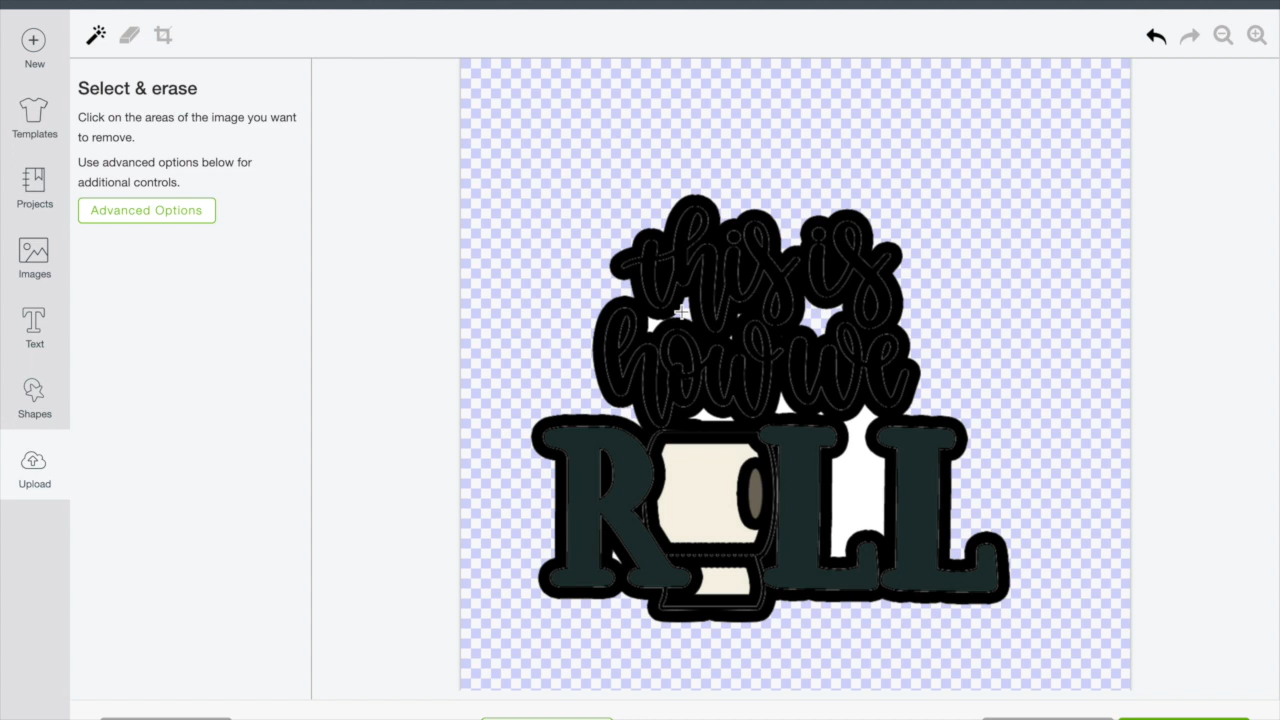 New
Templates
Projects
Images
Text
Shapes
Upload
Select & erase
Click on the areas of the image you want
to remove.
Use advanced options below for
additional controls.
Advanced Options
this is
how we
R LL